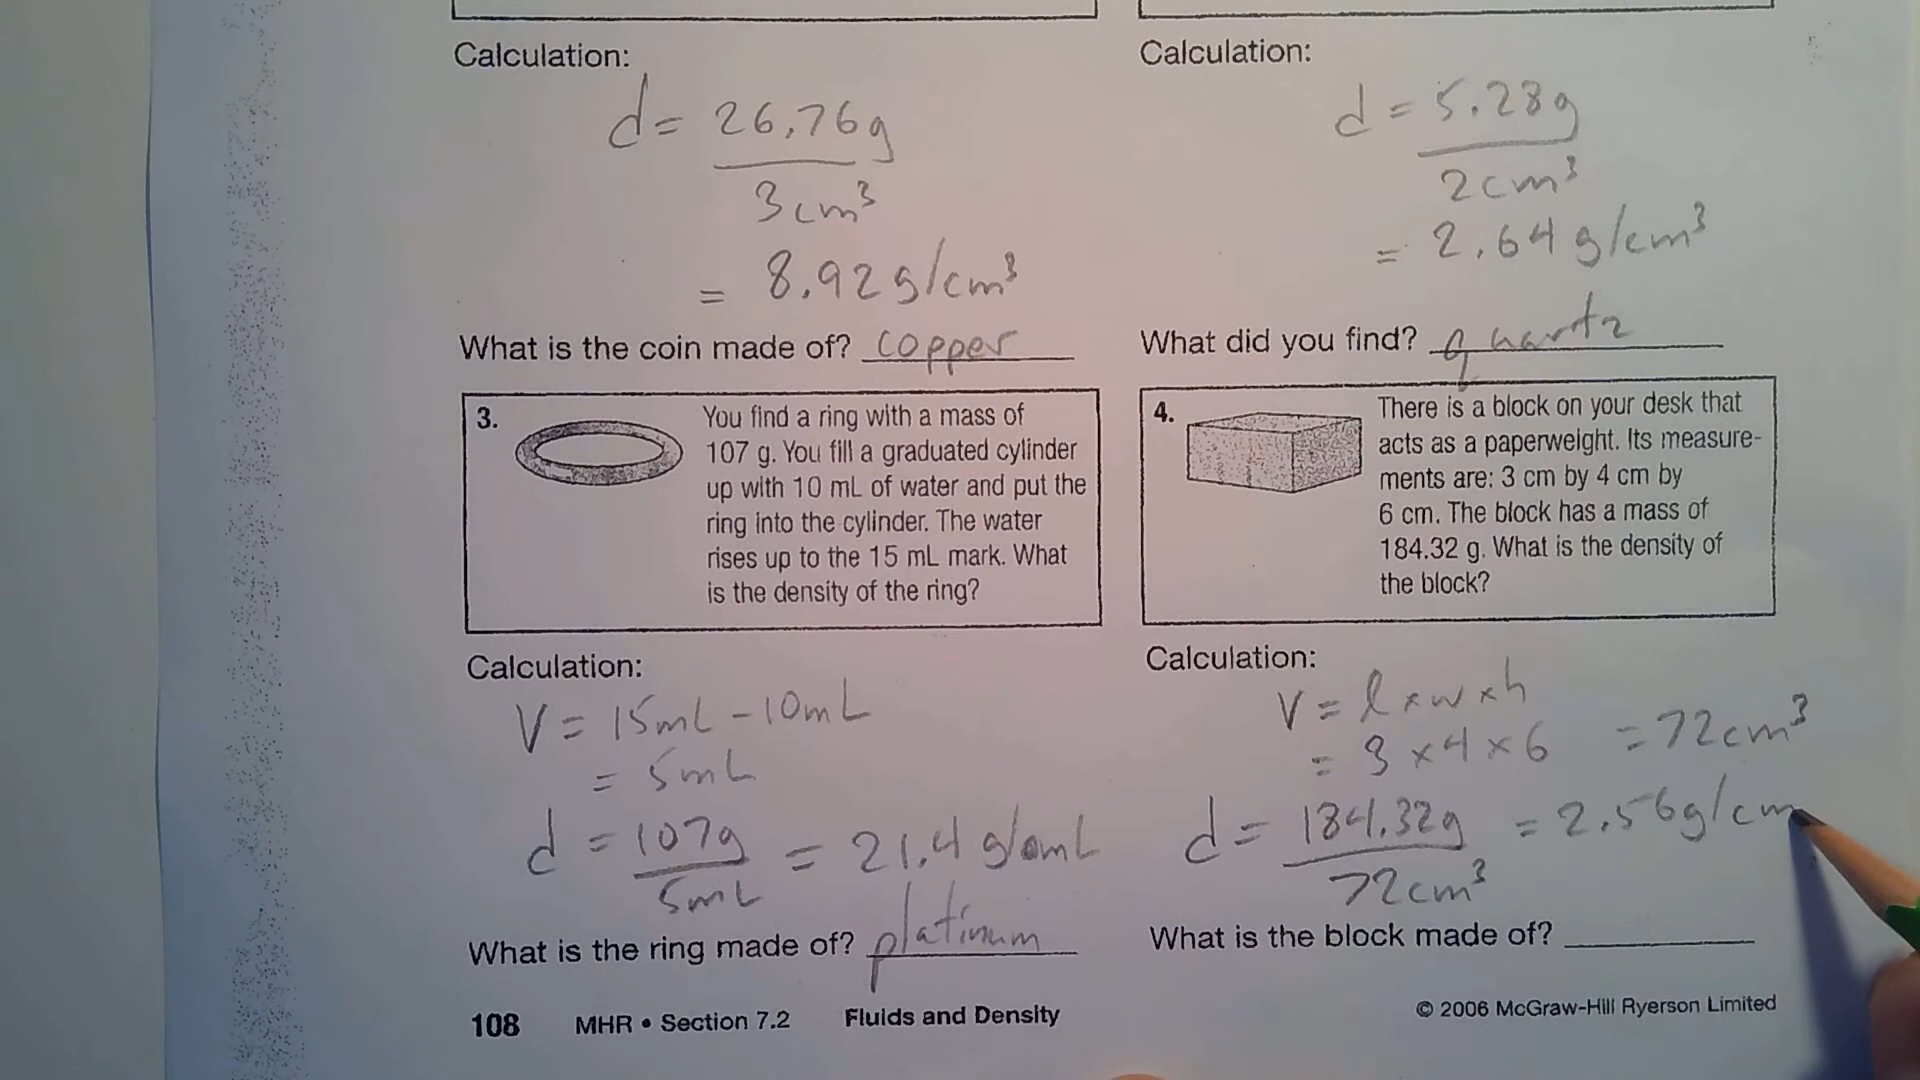 Calculation:
d = 26.76g
3cm³
= 8.92g/cm³
What is the coin made of? copper
Calculation:
d = 5.28g
2cm³
= 2.64g/cm³
What did you find? quartz
3.
You find a ring with a mass of
107 g. You fill a graduated cylinder
up with 10 mL of water and put the
ring into the cylinder. The water
rises up to the 15 mL mark. What
is the density of the ring?
Calculation:
V = 15mL - 10mL
= 5mL
d = 107g = 21.4 g/mL
5mL
What is the ring made of? platinum
4.
There is a block on your desk that
acts as a paperweight. Its measure-
ments are: 3 cm by 4 cm by
6 cm. The block has a mass of
184.32 g. What is the density of
the block?
Calculation:
V = l x w x h
= 3 x 4 x 6 = 72cm³
d = 184.32g = 2.56g/cm
72cm³
What is the block made of?
108 MHR • Section 7.2 Fluids and Density
© 2006 McGraw-Hill Ryerson Limited